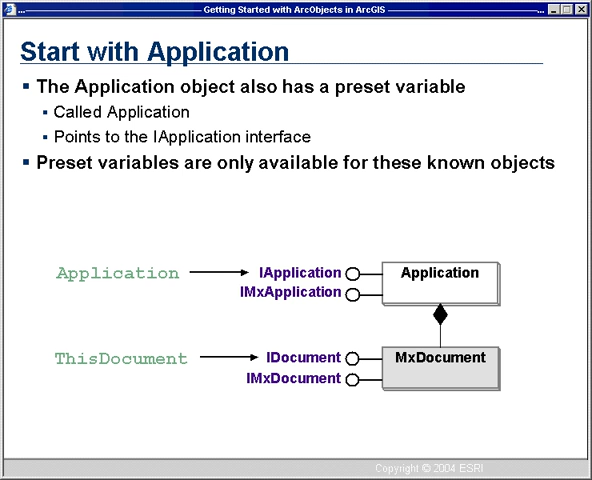 ... Getting Started with ArcObjects in ArcGIS ...
Start with Application
▪ The Application object also has a preset variable
▪ Called Application
▪ Points to the IApplication interface
▪ Preset variables are only available for these known objects
Application IApplication Application
IMxApplication
ThisDocument IDocument MxDocument
IMxDocument
Copyright © 2004 ESRI